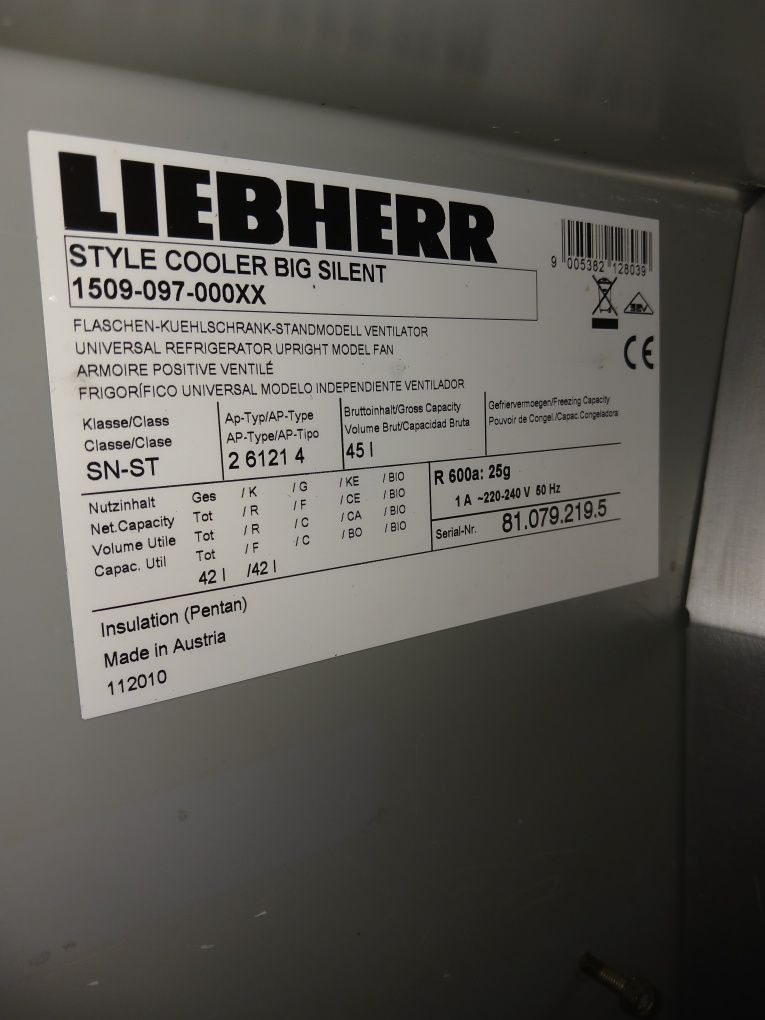 LIEBHERR
STYLE COOLER BIG SILENT
1509-097-000XX
9 005382 128039
SEV
CE
FLASCHEN-KUEHLSCHRANK-STANDMODELL VENTILATOR
UNIVERSAL REFRIGERATOR UPRIGHT MODEL FAN
ARMOIRE POSITIVE VENTILÉ
FRIGORÍFICO UNIVERSAL MODELO INDEPENDIENTE VENTILADOR
Klasse/Class
Classe/Clase
SN-ST
Ap-Typ/AP-Type
AP-Type/AP-Tipo
2 6121 4
Bruttoinhalt/Gross Capacity
Volume Brut/Capacidad Bruta
45 l
Gefriervermoegen/Freezing Capacity
Pouvoir de Congel./Capac.Congeladora
Nutzinhalt Ges / K / G / KE / BIO
Net.Capacity Tot / R / F / CE / BIO
Volume Utile Tot / R / C / CA / BIO
Capac. Util Tot / F / C / BO / BIO
42 l /42 l
R 600a: 25g
1 A ~220-240 V 50 Hz
Serial-Nr. 81.079.219.5
Insulation (Pentan)
Made in Austria
112010